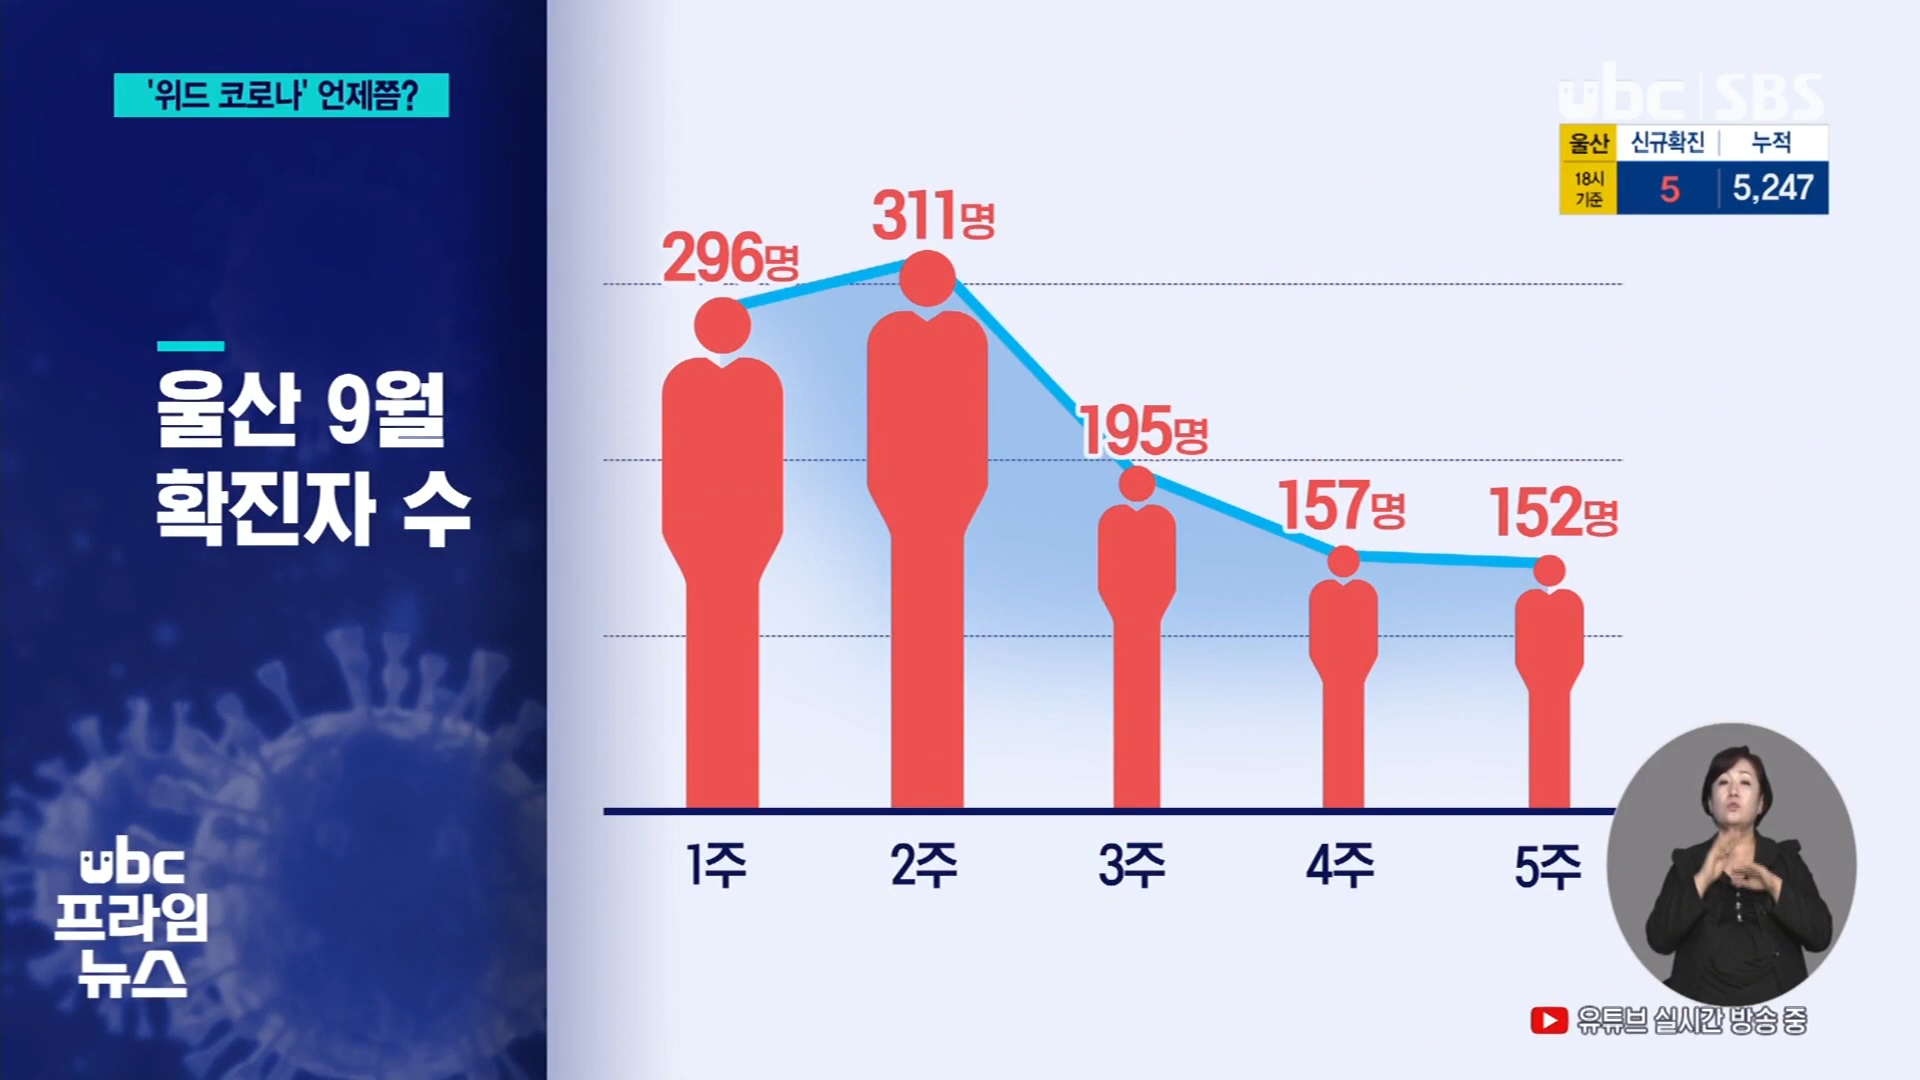 '위드 코로나' 언제쯤?
ubc SBS
울산 신규확진 누적
18시 기준 5 5,247
울산 9월
확진자 수
296명
311명
195명
157명
152명
1주 2주 3주 4주 5주
ubc
프라임
뉴스
유튜브 실시간 방송 중